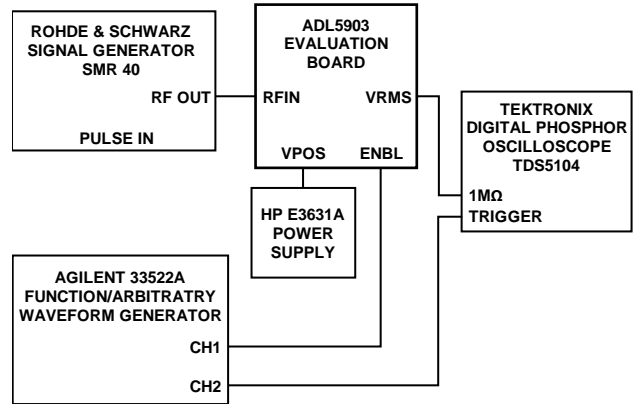 ROHDE & SCHWARZ
SIGNAL GENERATOR
SMR 40
RF OUT
PULSE IN
ADL5903
EVALUATION
BOARD
RFIN
VRMS
VPOS
ENBL
TEKTRONIX
DIGITAL PHOSPHOR
OSCILLOSCOPE
TDS5104
1MΩ
TRIGGER
HP E3631A
POWER
SUPPLY
AGILENT 33522A
FUNCTION/ARBITRATRY
WAVEFORM GENERATOR
CH1
CH2